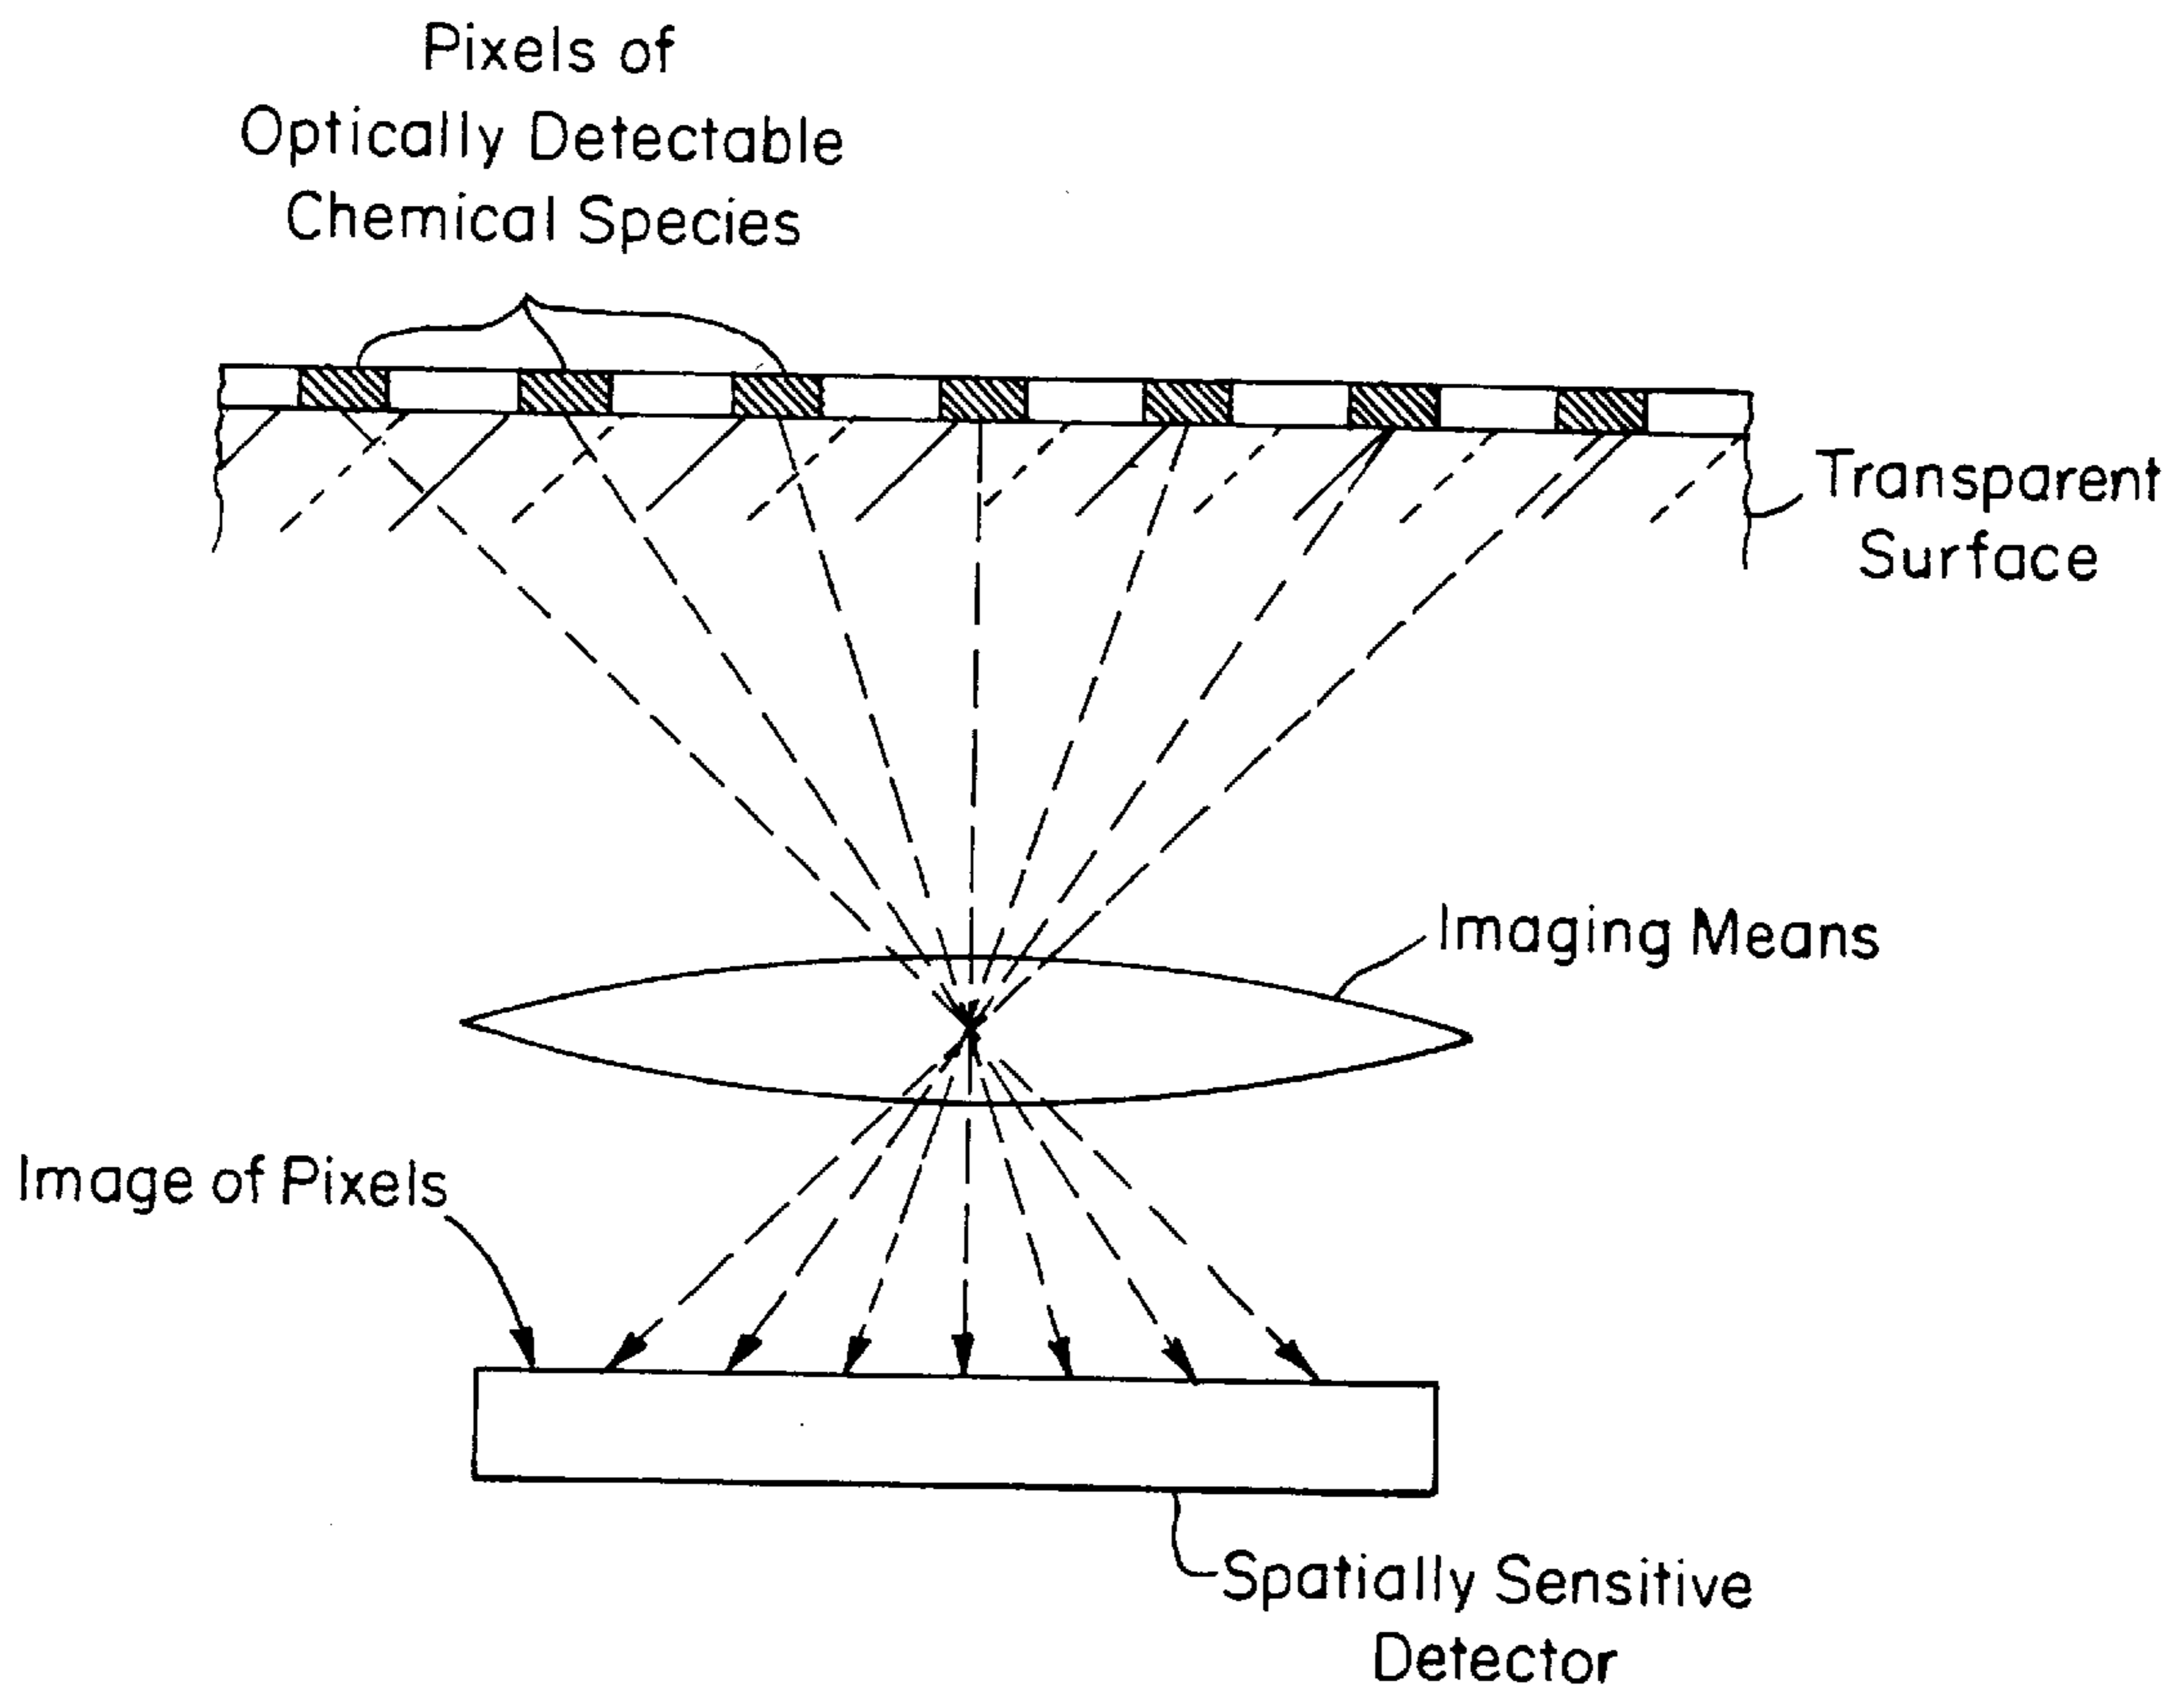 Pixels of
Optically Detectable
Chemical Species
Transparent
Surface
Imaging Means
Image of Pixels
Spatially Sensitive
Detector